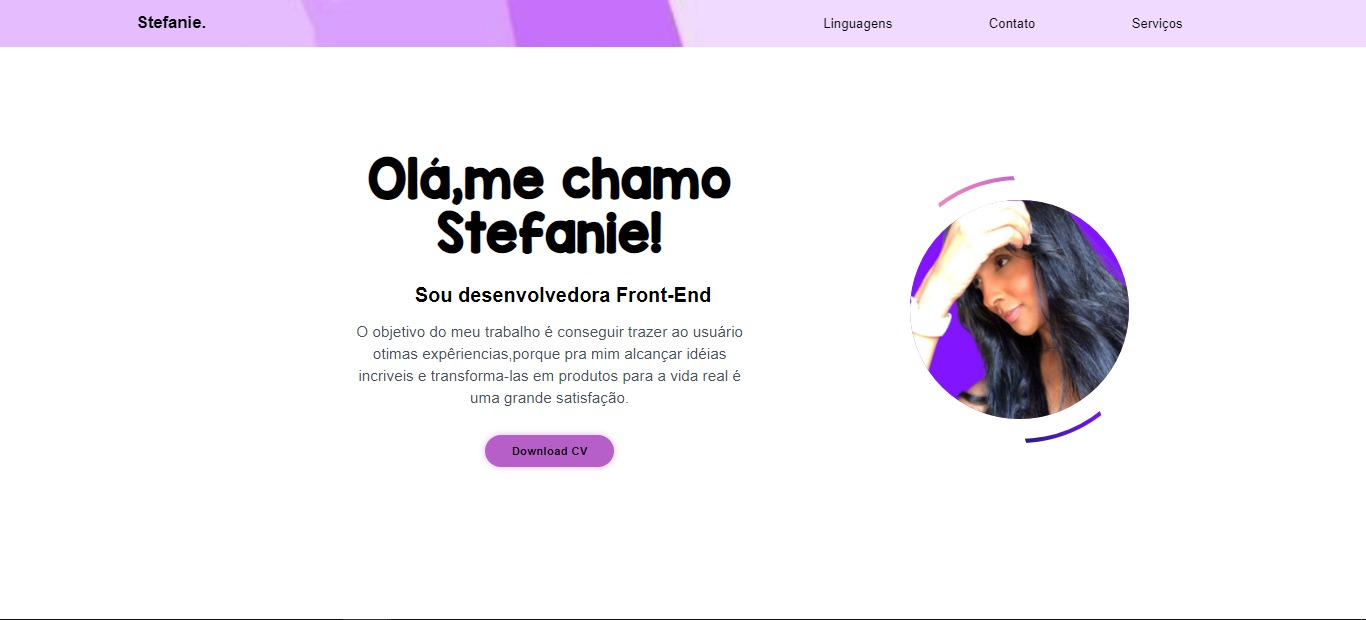 Stefanie.
Linguagens
Contato
Serviços
Olá,me chamo
Stefanie!
Sou desenvolvedora Front-End
O objetivo do meu trabalho é conseguir trazer ao usuário
otimas expêriencias,porque pra mim alcançar idéias
incriveis e transforma-las em produtos para a vida real é
uma grande satisfação.
Download CV